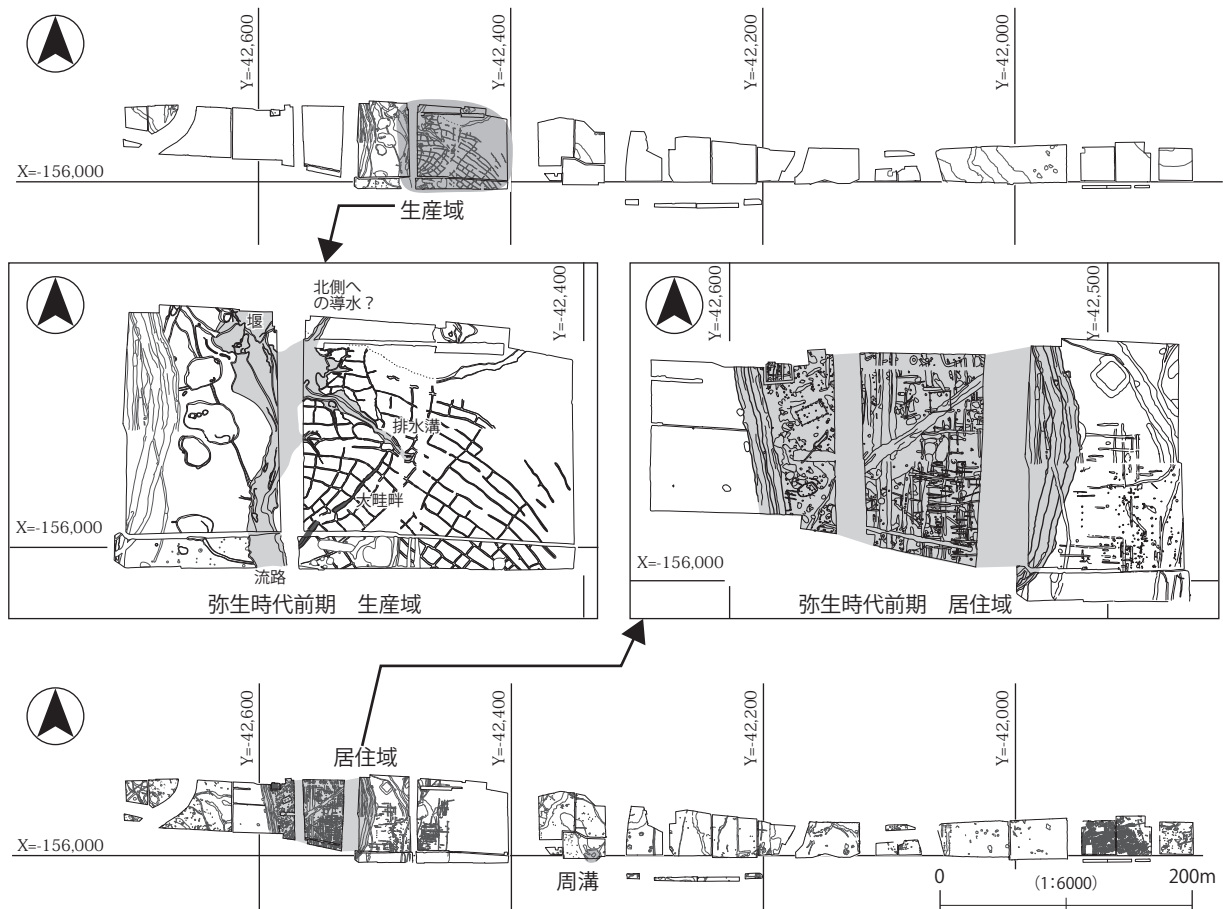 Y=-42,600
Y=-42,400
Y=-42,200
Y=-42,000
X=-156,000
生産域
北側へ
の導水？
Y=-42,400
堰
排水溝
大畦畔
X=-156,000
流路
弥生時代前期　生産域
Y=-42,600
Y=-42,500
X=-156,000
弥生時代前期　居住域
Y=-42,600
Y=-42,400
Y=-42,200
Y=-42,000
居住域
X=-156,000
周溝
0
(1:6000)
200m